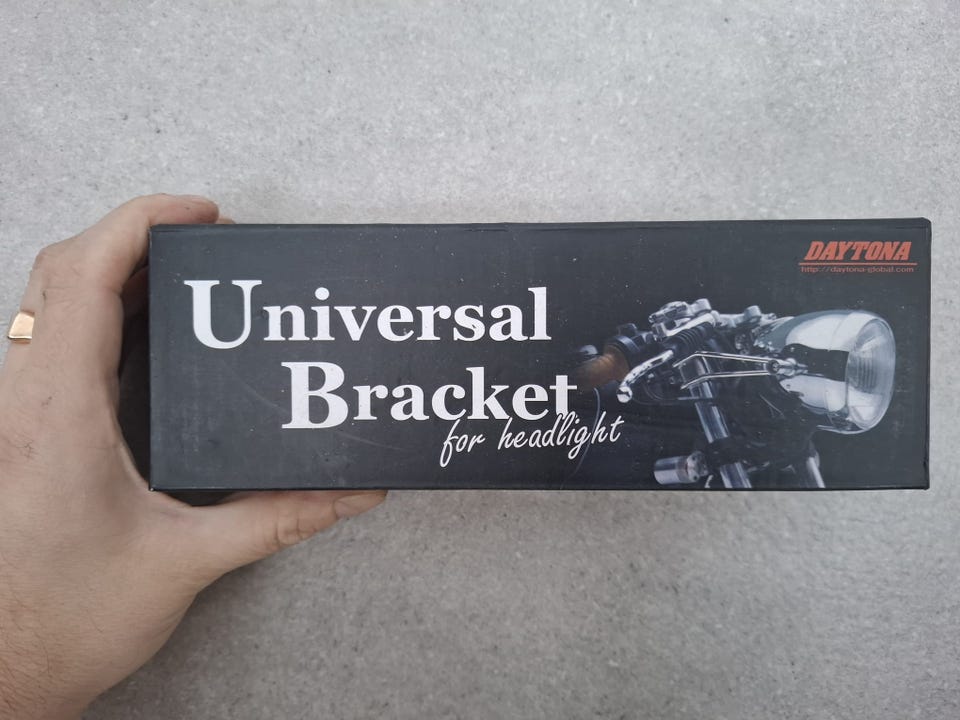 DAYTONA
http://daytona-global.com
Universal
Bracket
for headlight